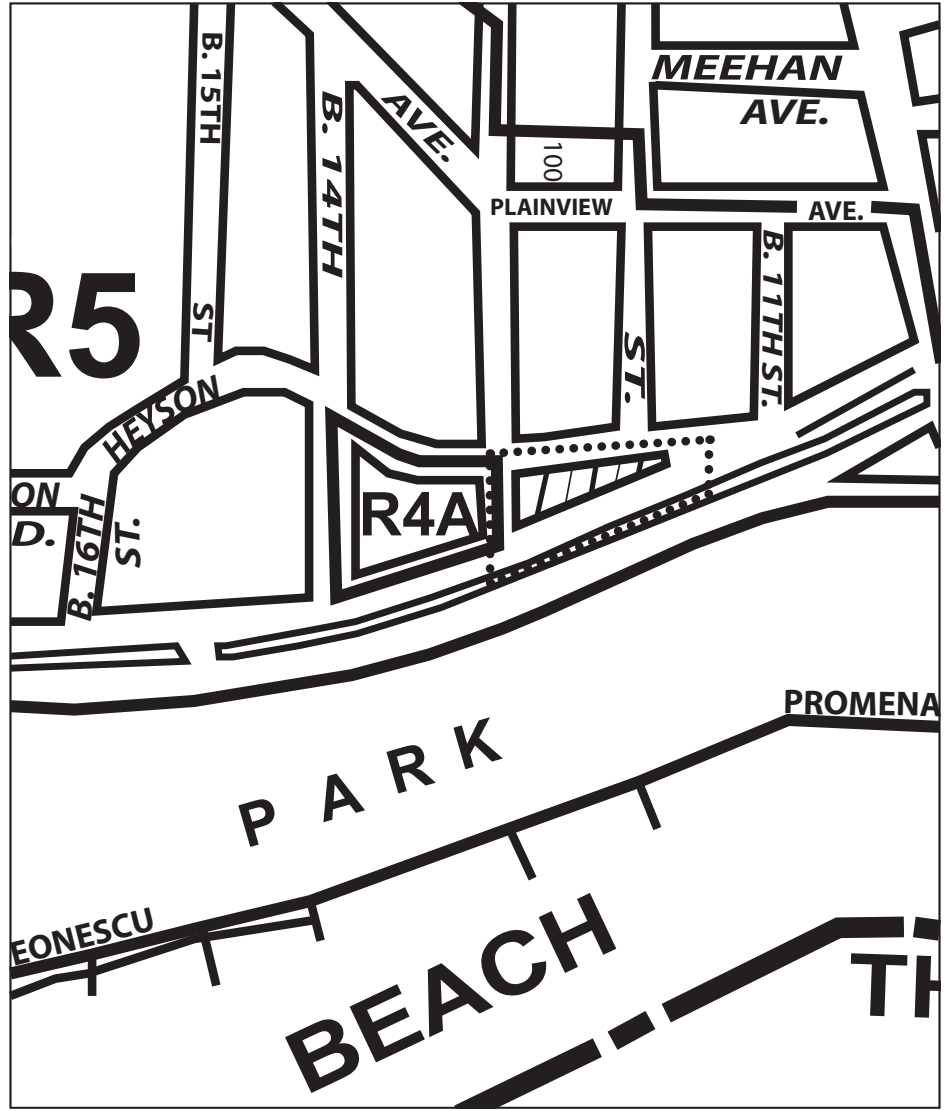 B. 15TH
ST
B. 14TH
AVE.
MEEHAN
AVE.
100
PLAINVIEW
AVE.
B. 11TH ST.
ST.
R5
HEYSON
ON
D.
B. 16TH
ST.
R4A
PROMENA
PARK
EONESCU
BEACH
TH